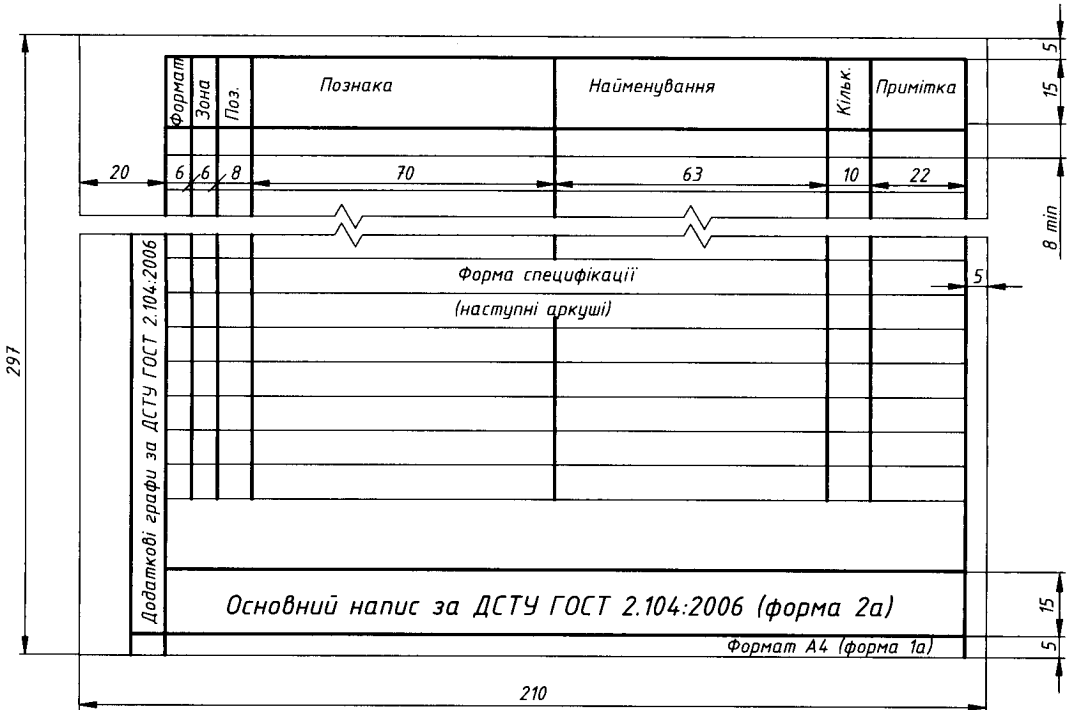 5
Формат
Зона
Поз.
Познака
Найменування
Кільк.
Примітка
15
20
6
6
8
70
63
10
22
8 min
Форма специфікації
(наступні аркуші)
5
297
Додаткові графи за ДСТУ ГОСТ 2.104:2006
Основний напис за ДСТУ ГОСТ 2.104:2006 (форма 2а)
15
Формат А4 (форма 1а)
5
210